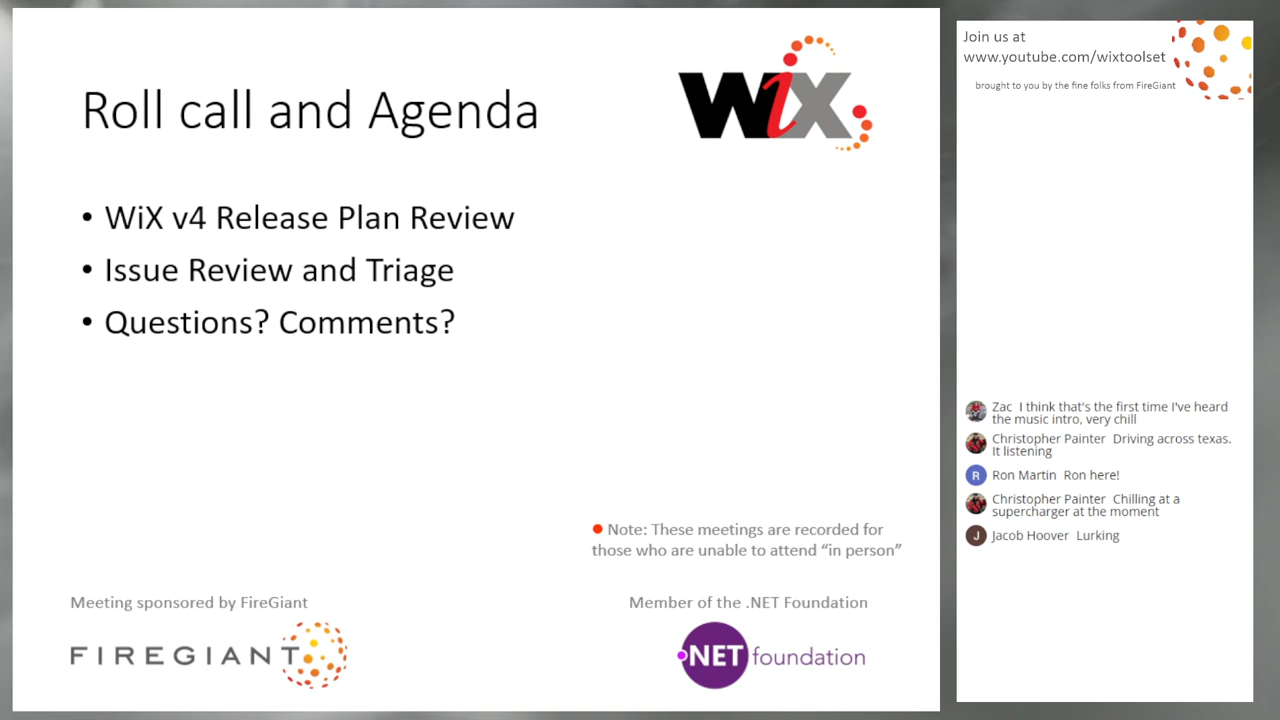 Roll call and Agenda
WiX
• WiX v4 Release Plan Review
• Issue Review and Triage
• Questions? Comments?
Note: These meetings are recorded for
those who are unable to attend “in person”
Meeting sponsored by FireGiant
FIREGIANT
Member of the .NET Foundation
.NET foundation
Join us at
www.youtube.com/wixtoolset
brought to you by the fine folks from FireGiant
Zac I think that's the first time I've heard
the music intro, very chill
Christopher Painter Driving across texas.
It listening
R Ron Martin Ron here!
Christopher Painter Chilling at a
supercharger at the moment
J Jacob Hoover Lurking